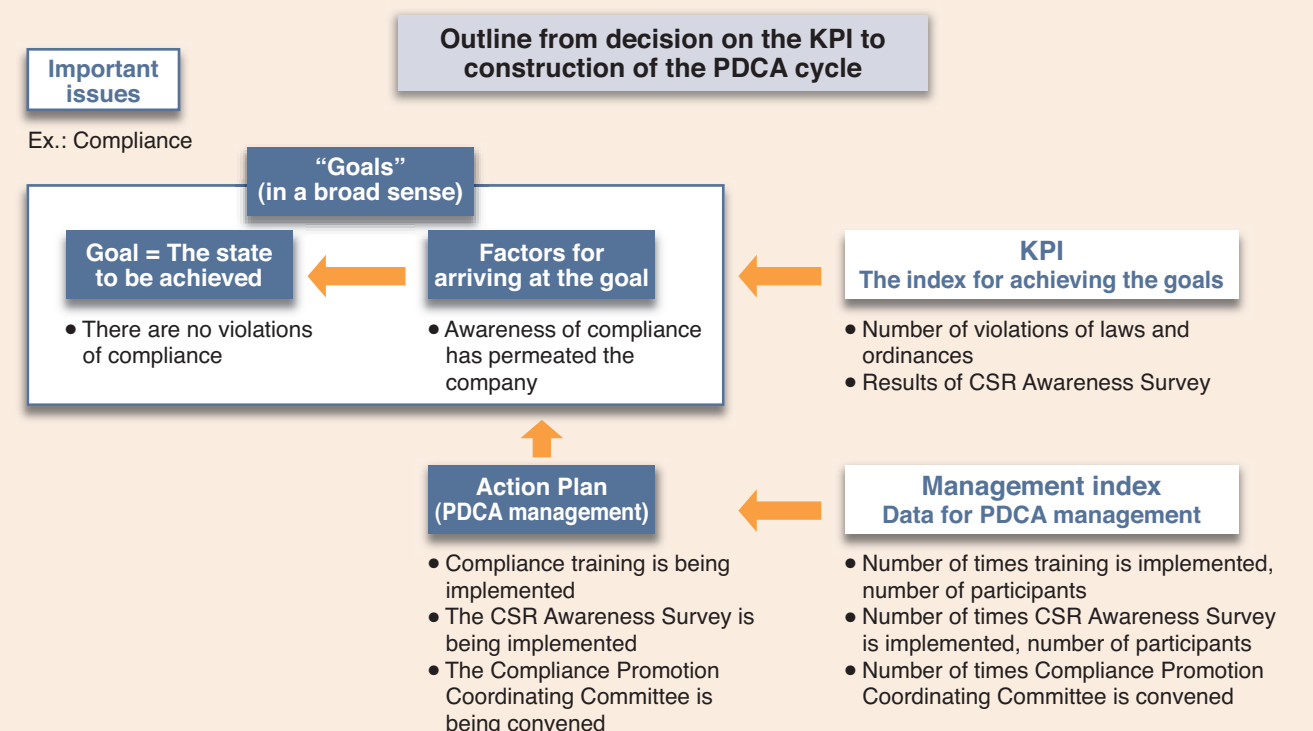 Outline from decision on the KPI to
construction of the PDCA cycle
Important
issues
Ex.: Compliance
“Goals”
(in a broad sense)
Goal = The state
to be achieved
• There are no violations
of compliance
Factors for
arriving at the goal
• Awareness of compliance
has permeated the
company
KPI
The index for achieving the goals
• Number of violations of laws and
ordinances
• Results of CSR Awareness Survey
Action Plan
(PDCA management)
• Compliance training is being
implemented
• The CSR Awareness Survey is
being implemented
• The Compliance Promotion
Coordinating Committee is
being convened
Management index
Data for PDCA management
• Number of times training is implemented,
number of participants
• Number of times CSR Awareness Survey
is implemented, number of participants
• Number of times Compliance Promotion
Coordinating Committee is convened